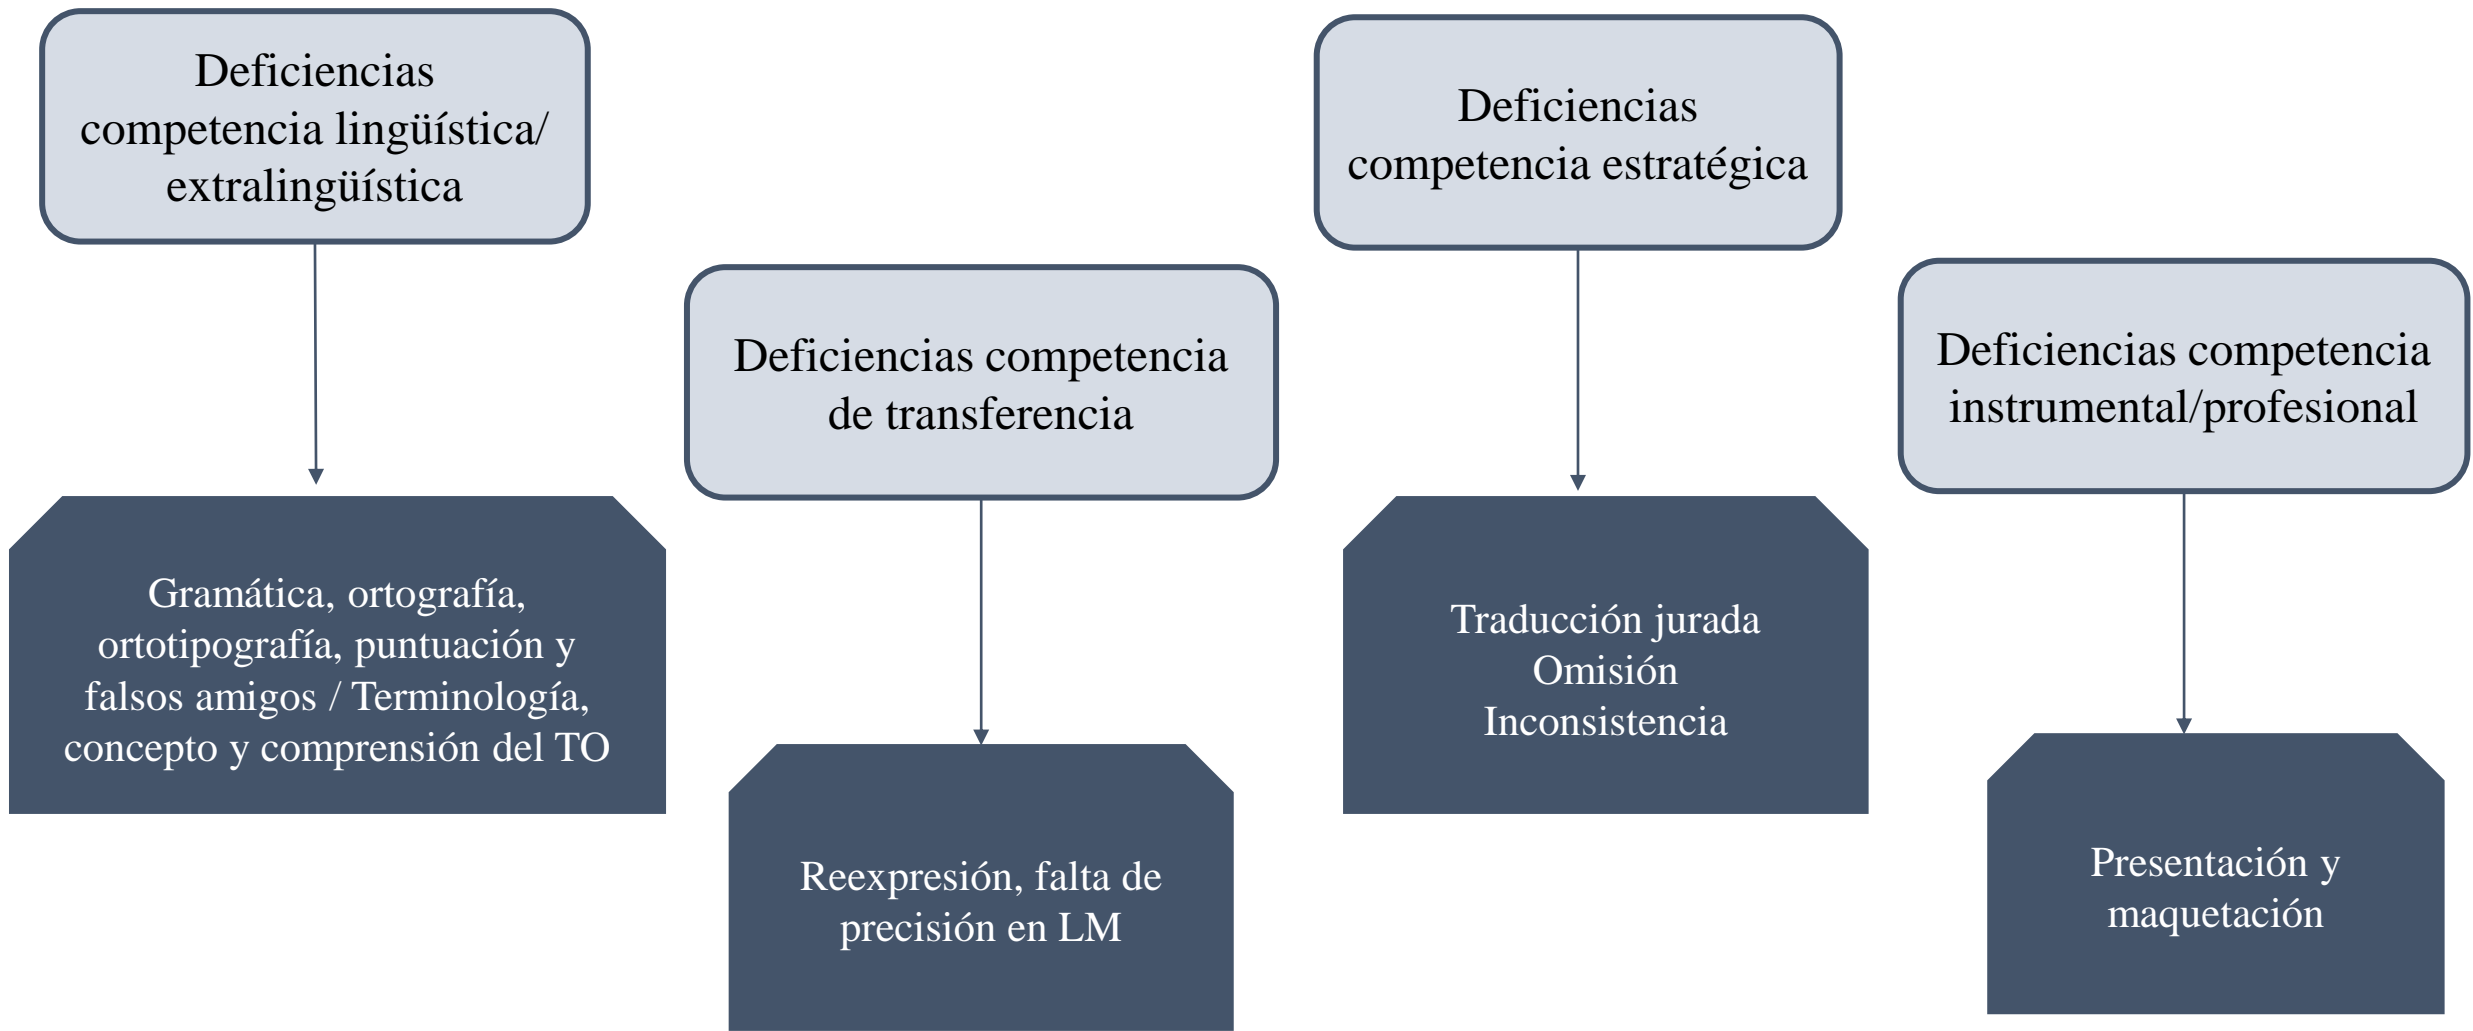 Deficiencias
competencia lingüística/
extralingüística
Gramática, ortografía,
ortotipografía, puntuación y
falsos amigos / Terminología,
concepto y comprensión del TO
Deficiencias competencia
de transferencia
Reexpresión, falta de
precisión en LM
Deficiencias
competencia estratégica
Traducción jurada
Omisión
Inconsistencia
Deficiencias competencia
instrumental/profesional
Presentación y
maquetación